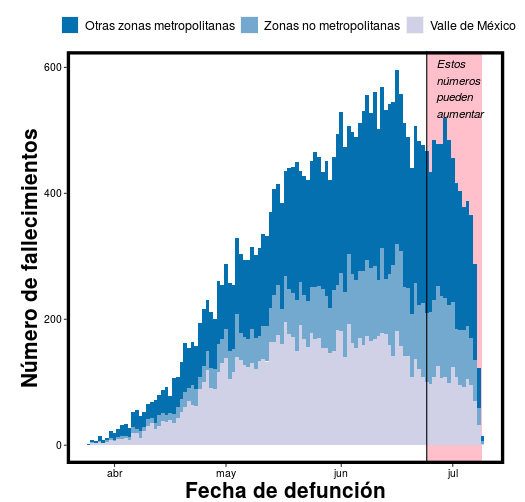 Otras zonas metropolitanas Zonas no metropolitanas Valle de México
Estos
números
pueden
aumentar
600
400
200
0
Número de fallecimientos
abr may jun jul
Fecha de defunción